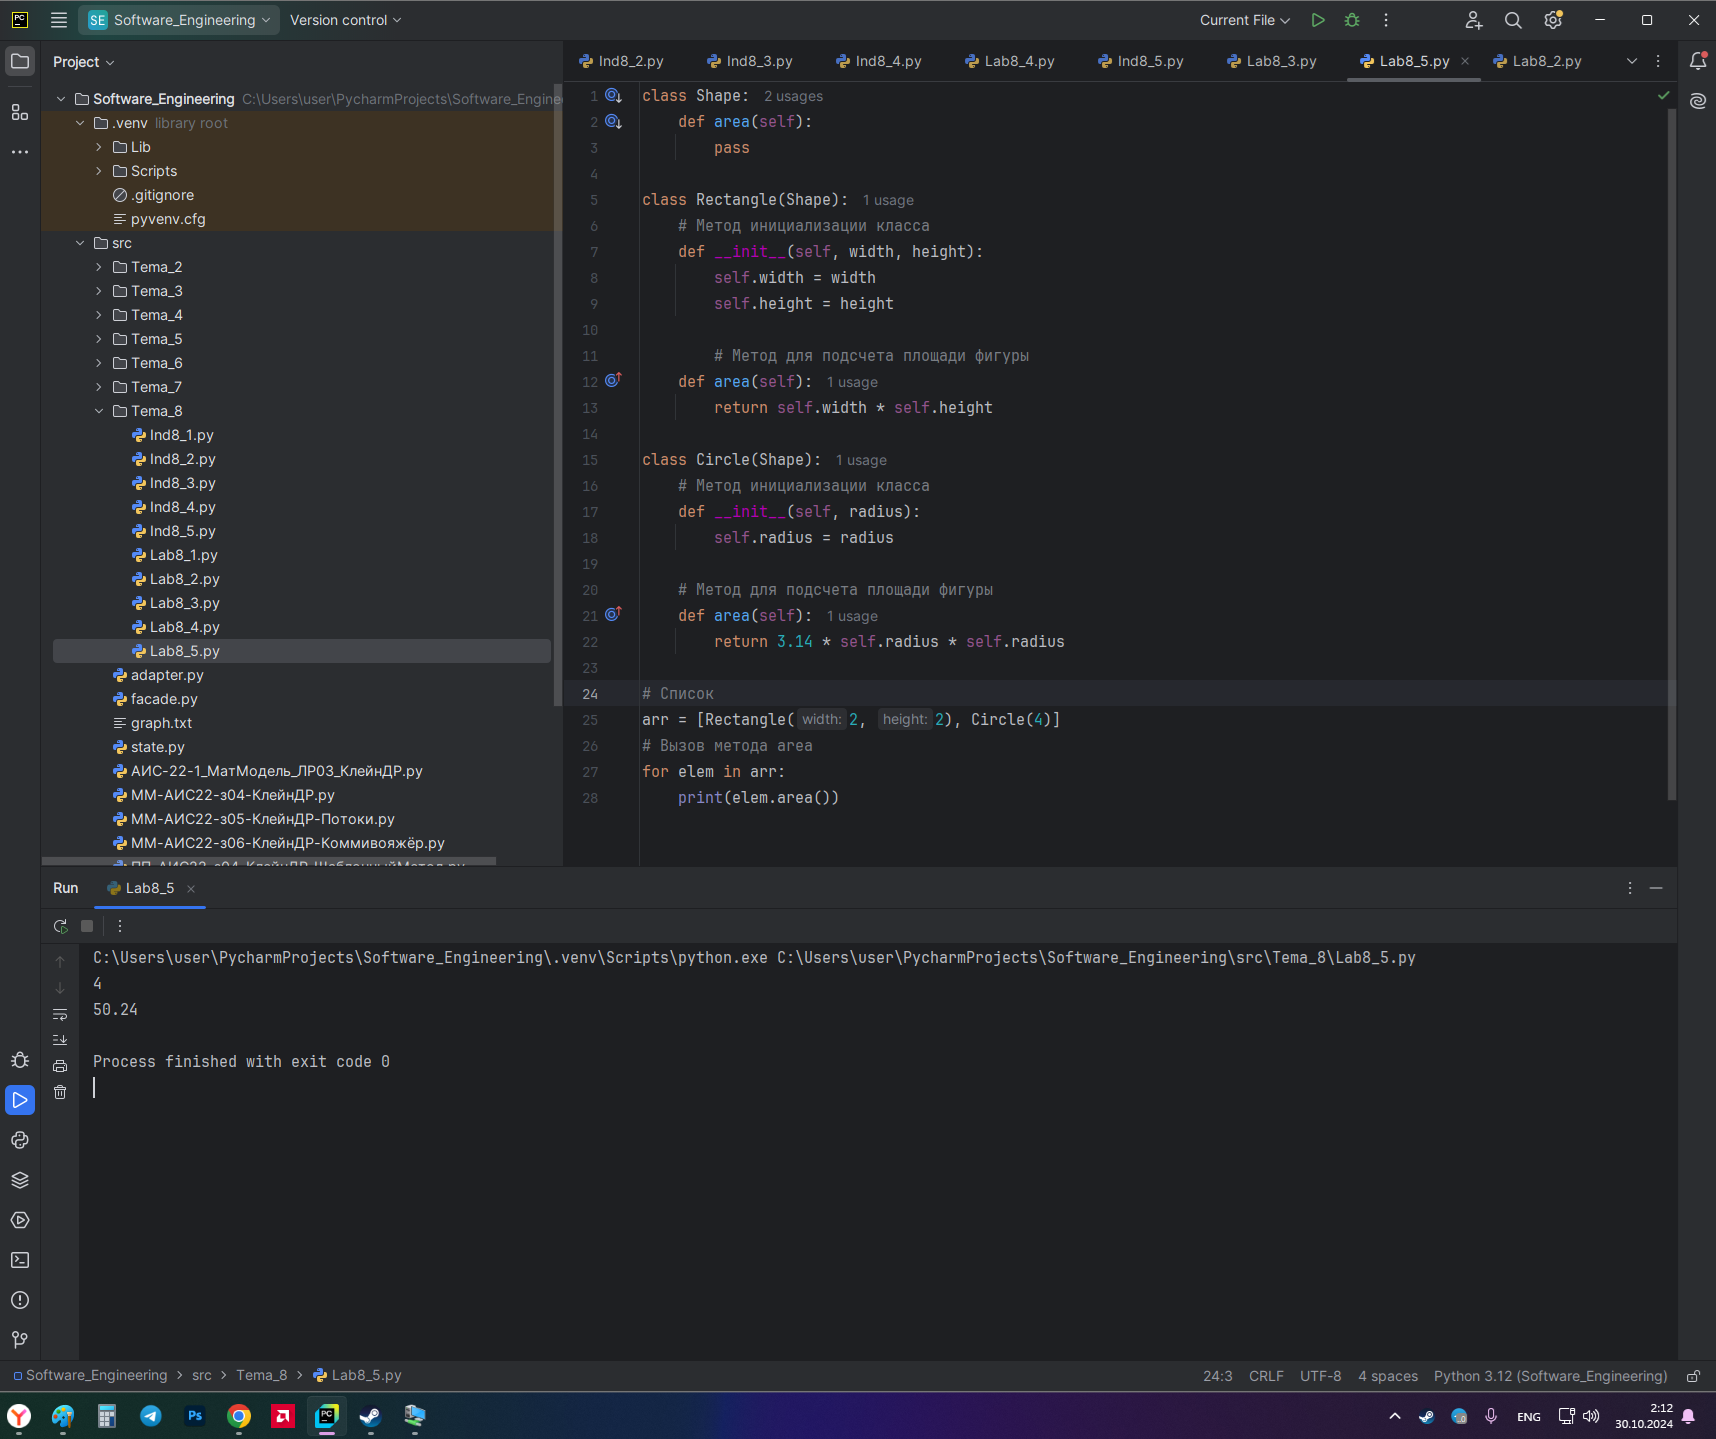 PC
SE Software_Engineering
Version control
Current File
Project
Software_Engineering C:\Users\user\PycharmProjects\Software_Engine
.venv library root
Lib
Scripts
.gitignore
pyvenv.cfg
src
Tema_2
Tema_3
Tema_4
Tema_5
Tema_6
Tema_7
Tema_8
Ind8_1.py
Ind8_2.py
Ind8_3.py
Ind8_4.py
Ind8_5.py
Lab8_1.py
Lab8_2.py
Lab8_3.py
Lab8_4.py
Lab8_5.py
adapter.py
facade.py
graph.txt
state.py
АИС-22-1_МатМодель_ЛР03_КлейнДР.py
ММ-АИС22-з04-КлейнДР.py
ММ-АИС22-з05-КлейнДР-Потоки.py
ММ-АИС22-з06-КлейнДР-Коммивояжёр.py
Ind8_2.py Ind8_3.py Ind8_4.py Lab8_4.py Ind8_5.py Lab8_3.py Lab8_5.py Lab8_2.py
1 class Shape: 2 usages
2 def area(self):
3 pass
4
5 class Rectangle(Shape): 1 usage
6 # Метод инициализации класса
7 def __init__(self, width, height):
8 self.width = width
9 self.height = height
10
11 # Метод для подсчета площади фигуры
12 def area(self): 1 usage
13 return self.width * self.height
14
15 class Circle(Shape): 1 usage
16 # Метод инициализации класса
17 def __init__(self, radius):
18 self.radius = radius
19
20 # Метод для подсчета площади фигуры
21 def area(self): 1 usage
22 return 3.14 * self.radius * self.radius
23
24 # Список
25 arr = [Rectangle( width: 2, height: 2), Circle(4)]
26 # Вызов метода area
27 for elem in arr:
28 print(elem.area())
Run Lab8_5
C:\Users\user\PycharmProjects\Software_Engineering\.venv\Scripts\python.exe C:\Users\user\PycharmProjects\Software_Engineering\src\Tema_8\Lab8_5.py
4
50.24
Process finished with exit code 0
Software_Engineering > src > Tema_8 > Lab8_5.py
24:3 CRLF UTF-8 4 spaces Python 3.12 (Software_Engineering)
Y
Ps
PC
ENG
2:12
30.10.2024